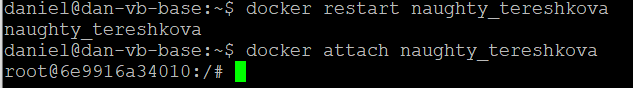 daniel@dan-vb-base:~$ docker restart naughty_tereshkova
naughty_tereshkova
daniel@dan-vb-base:~$ docker attach naughty_tereshkova
root@6e9916a34010:/#